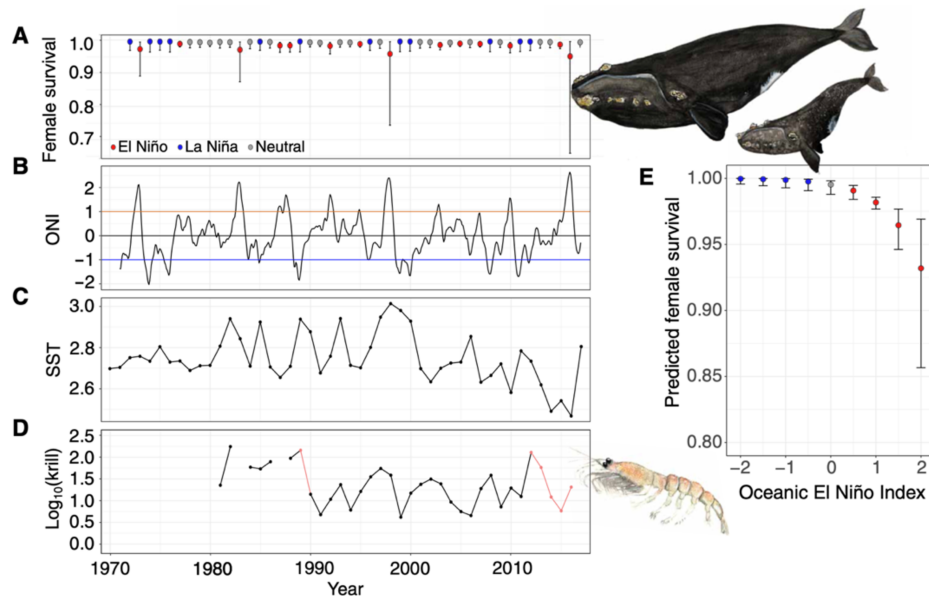 A
Female survival
1.0
0.9
0.8
0.7
El Niño La Niña Neutral
B
ONI
2
1
0
−1
−2
C
SST
3.0
2.8
2.6
D
Log10(krill)
2.5
2.0
1.5
1.0
0.5
0.0
1970 1980 1990 2000 2010
Year
E
Predicted female survival
1.00
0.95
0.90
0.85
0.80
−2 −1 0 1 2
Oceanic El Niño Index